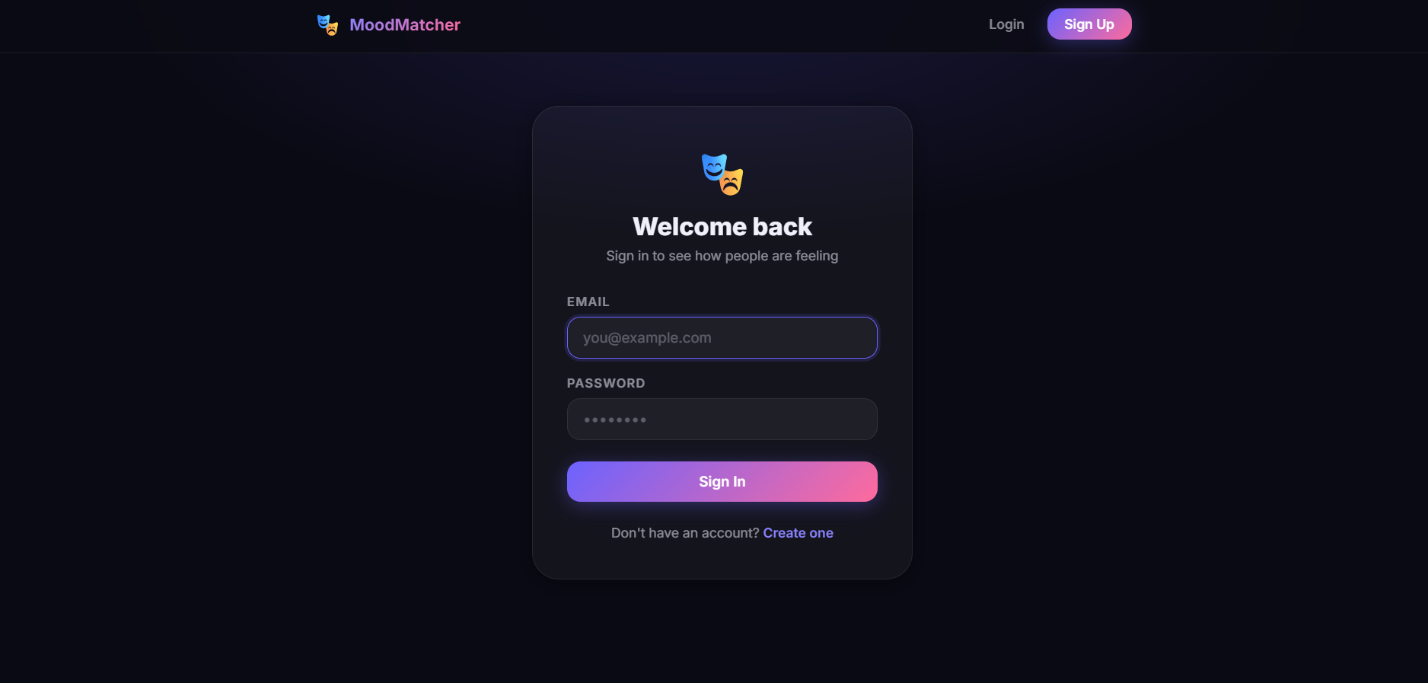 MoodMatcher
Login
Sign Up
Welcome back
Sign in to see how people are feeling
EMAIL
you@example.com
PASSWORD
••••••••
Sign In
Don't have an account? Create one